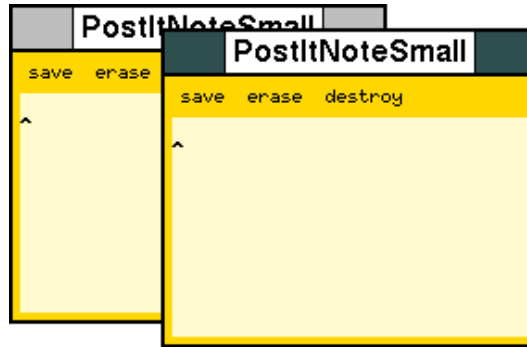 PostItNoteSmall
save erase
^
PostItNoteSmall
save erase destroy
^